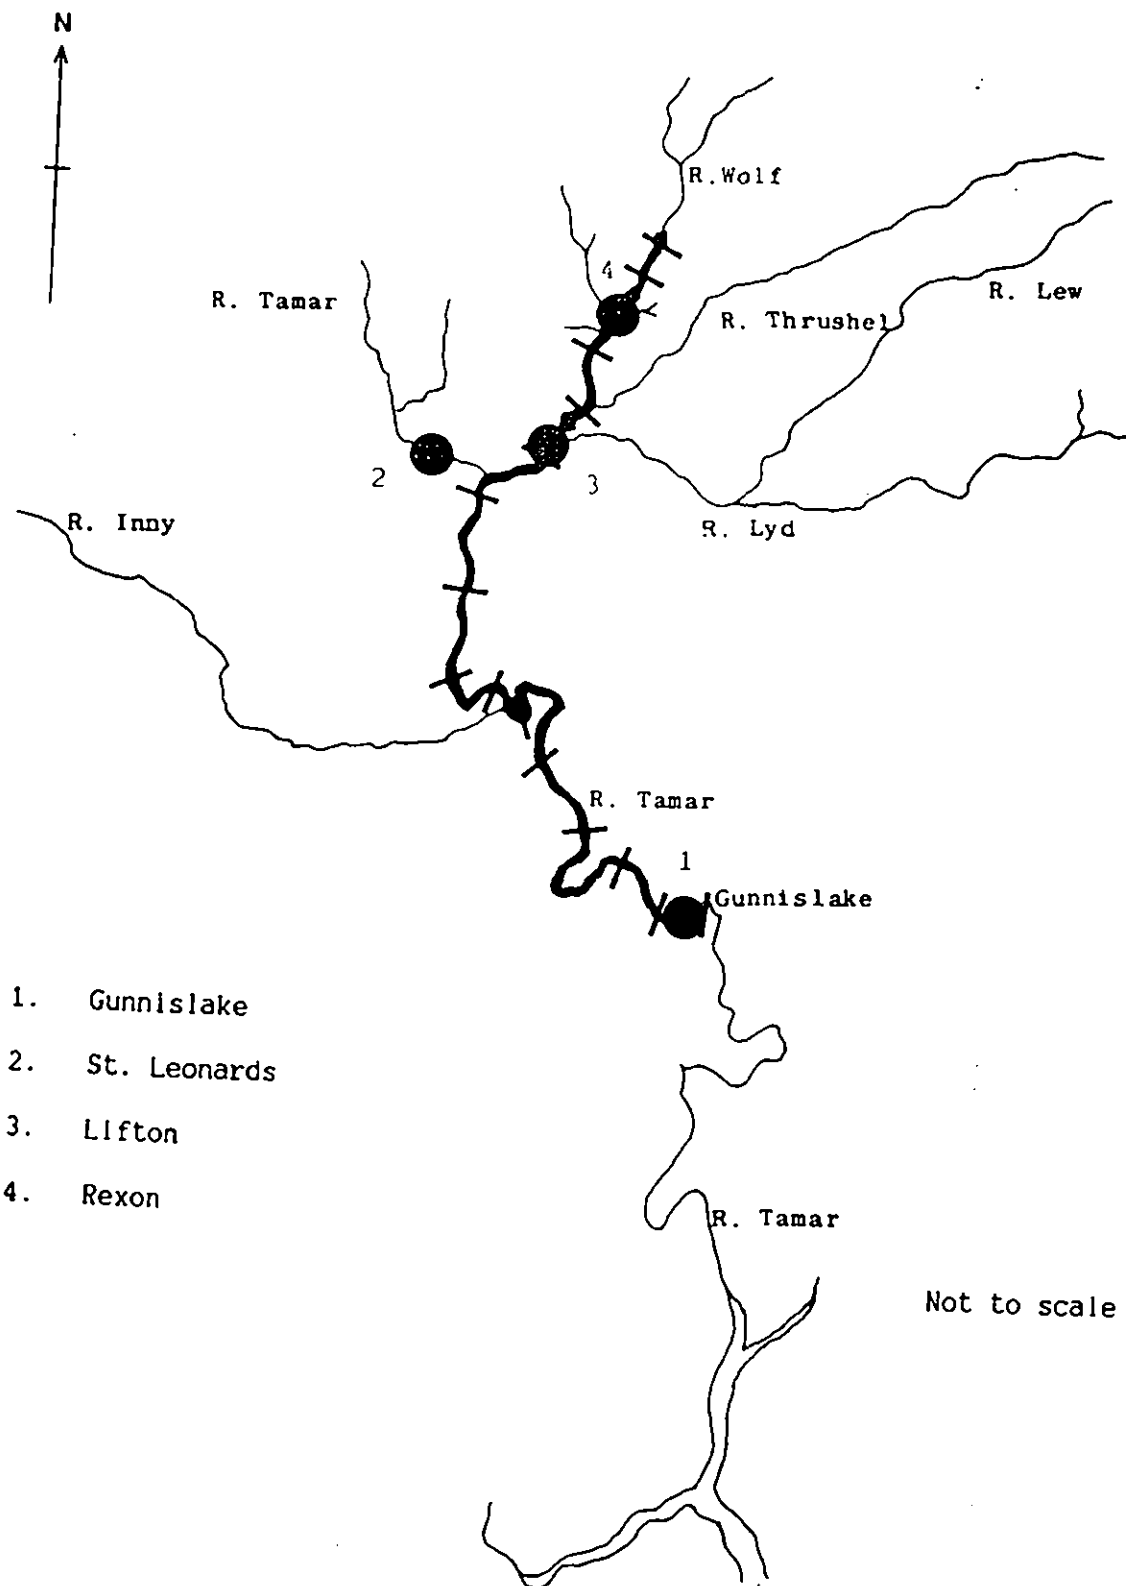 N
R.Wolf
4
R. Tamar
R. Thrushel
R. Lew
2
3
R. Inny
R. Lyd
R. Tamar
1
Gunnislake
1. Gunnislake
2. St. Leonards
3. Lifton
4. Rexon
R. Tamar
Not to scale